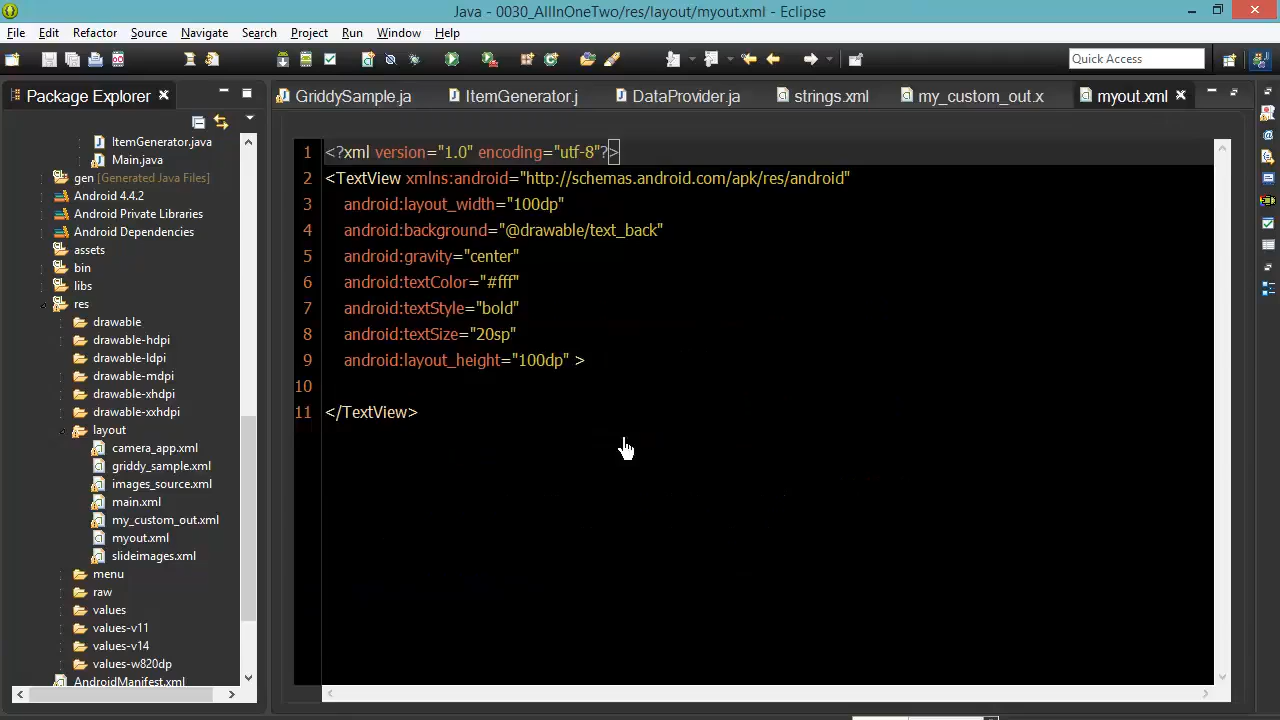 Java - 0030_AllInOneTwo/res/layout/myout.xml - Eclipse
File Edit Refactor Source Navigate Search Project Run Window Help
Quick Access
Package Explorer
GriddySample.ja ItemGenerator.j DataProvider.ja strings.xml my_custom_out.x myout.xml
ItemGenerator.java
Main.java
gen [Generated Java Files]
Android 4.4.2
Android Private Libraries
Android Dependencies
assets
bin
libs
res
drawable
drawable-hdpi
drawable-ldpi
drawable-mdpi
drawable-xhdpi
drawable-xxhdpi
layout
camera_app.xml
griddy_sample.xml
images_source.xml
main.xml
my_custom_out.xml
myout.xml
slideimages.xml
menu
raw
values
values-v11
values-v14
values-w820dp
AndroidManifest.xml
1 <?xml version="1.0" encoding="utf-8"?>
2 <TextView xmlns:android="http://schemas.android.com/apk/res/android"
3 android:layout_width="100dp"
4 android:background="@drawable/text_back"
5 android:gravity="center"
6 android:textColor="#fff"
7 android:textStyle="bold"
8 android:textSize="20sp"
9 android:layout_height="100dp" >
10
11 </TextView>